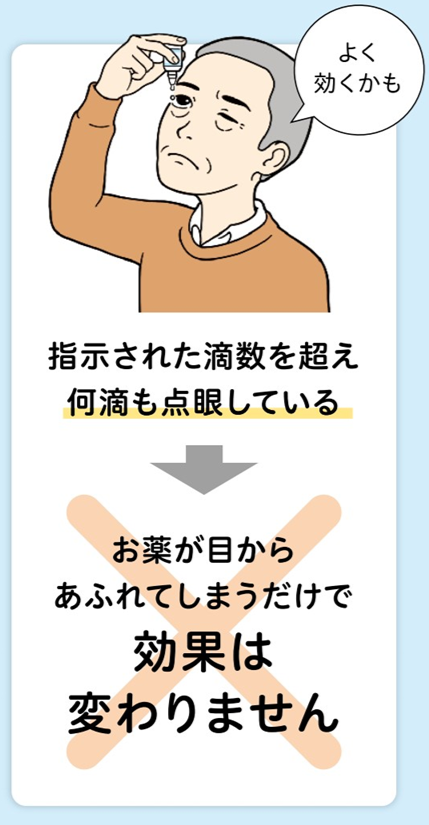 よく
効くかも
指示された滴数を超え
何滴も点眼している
お薬が目から
あふれてしまうだけで
効果は
変わりません